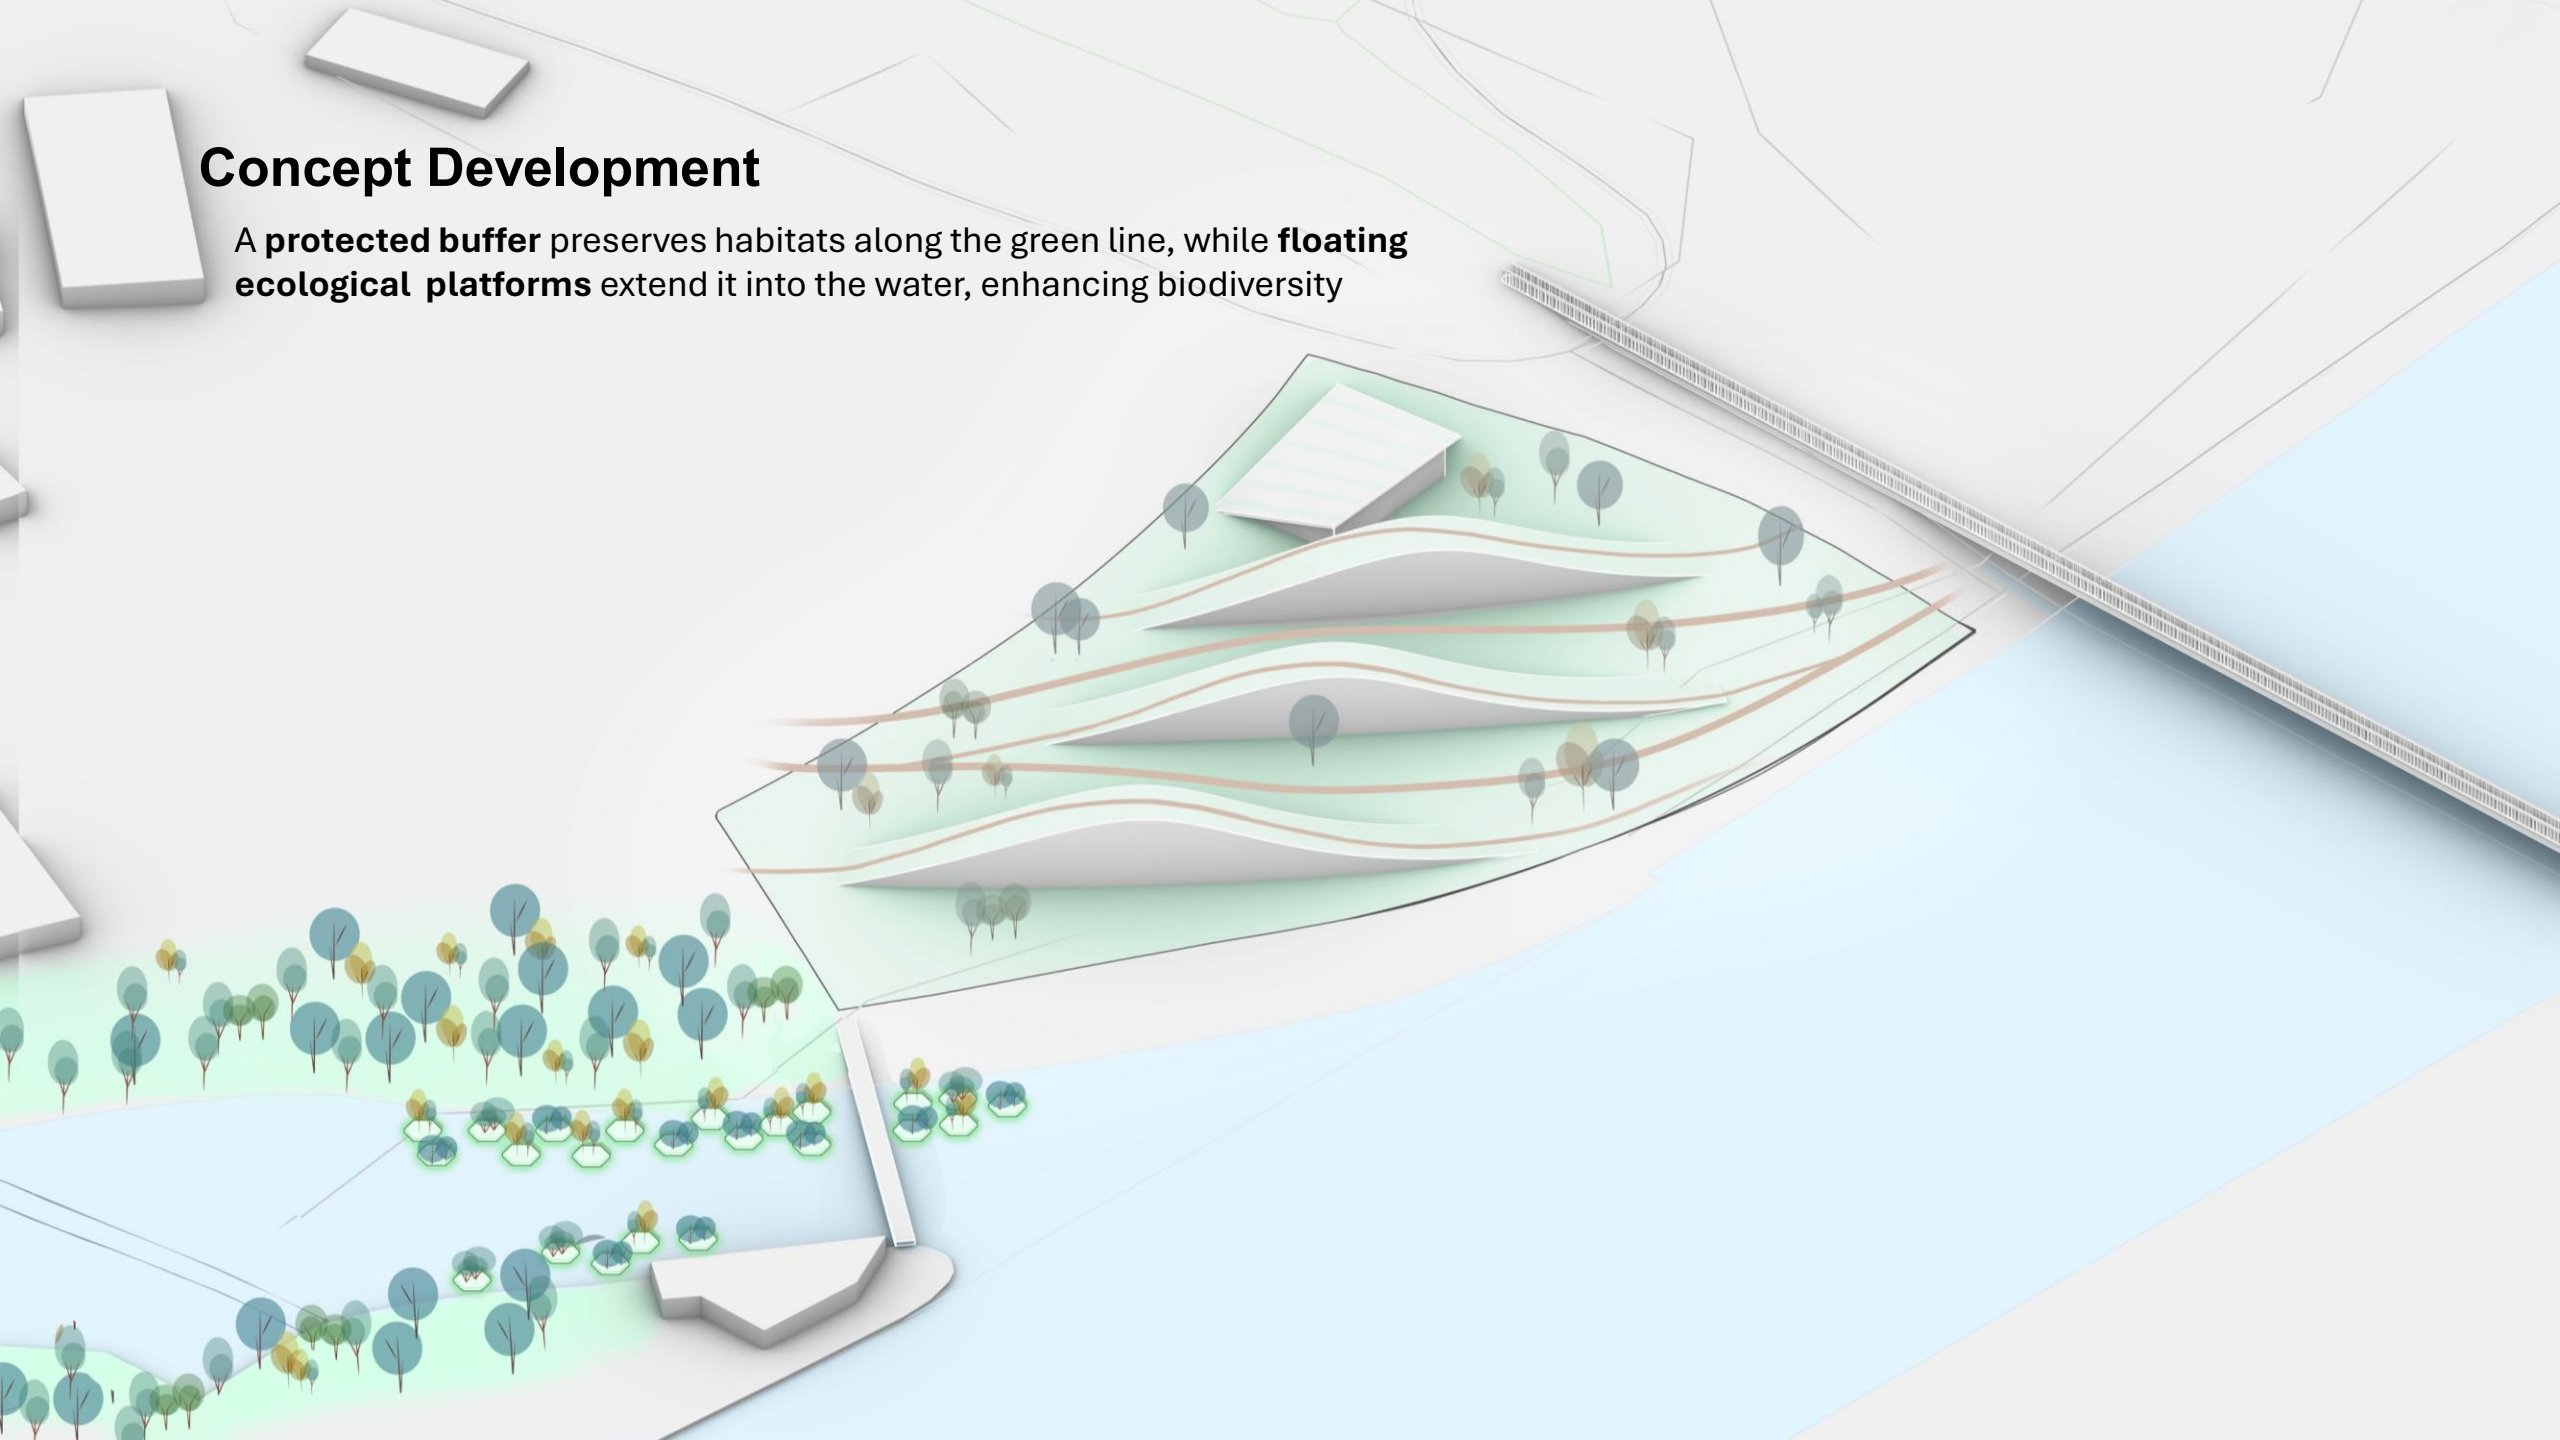 Concept Development
A protected buffer preserves habitats along the green line, while floating
ecological platforms extend it into the water, enhancing biodiversity